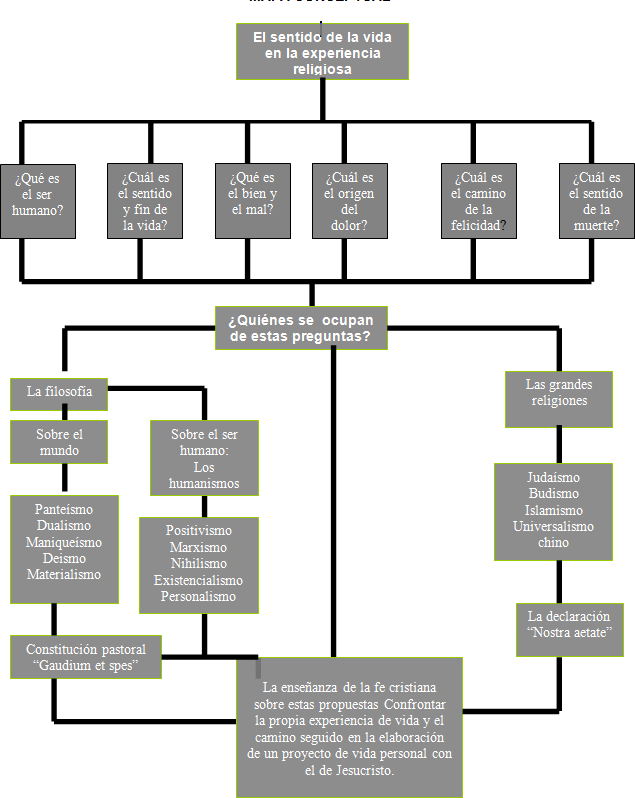 MAPA CONCEPTUAL
El sentido de la vida
en la experiencia
religiosa
¿Qué es
el ser
humano?
¿Cuál es
el sentido
y fin de
la vida?
¿Qué es
el bien y
el mal?
¿Cuál es
el origen
del
dolor?
¿Cuál es
el camino
de la
felicidad?
¿Cuál es
el sentido
de la
muerte?
¿Quiénes se ocupan
de estas preguntas?
La filosofía
Sobre el
mundo
Sobre el ser
humano:
Los
humanismos
Las grandes
religiones
Panteísmo
Dualismo
Maniqueísmo
Deísmo
Materialismo
Positivismo
Marxismo
Nihilismo
Existencialismo
Personalismo
Judaísmo
Budismo
Islamismo
Universalismo
chino
Constitución pastoral
“Gaudium et spes”
La declaración
“Nostra aetate”
La enseñanza de la fe cristiana
sobre estas propuestas Confrontar
la propia experiencia de vida y el
camino seguido en la elaboración
de un proyecto de vida personal con
el de Jesucristo.